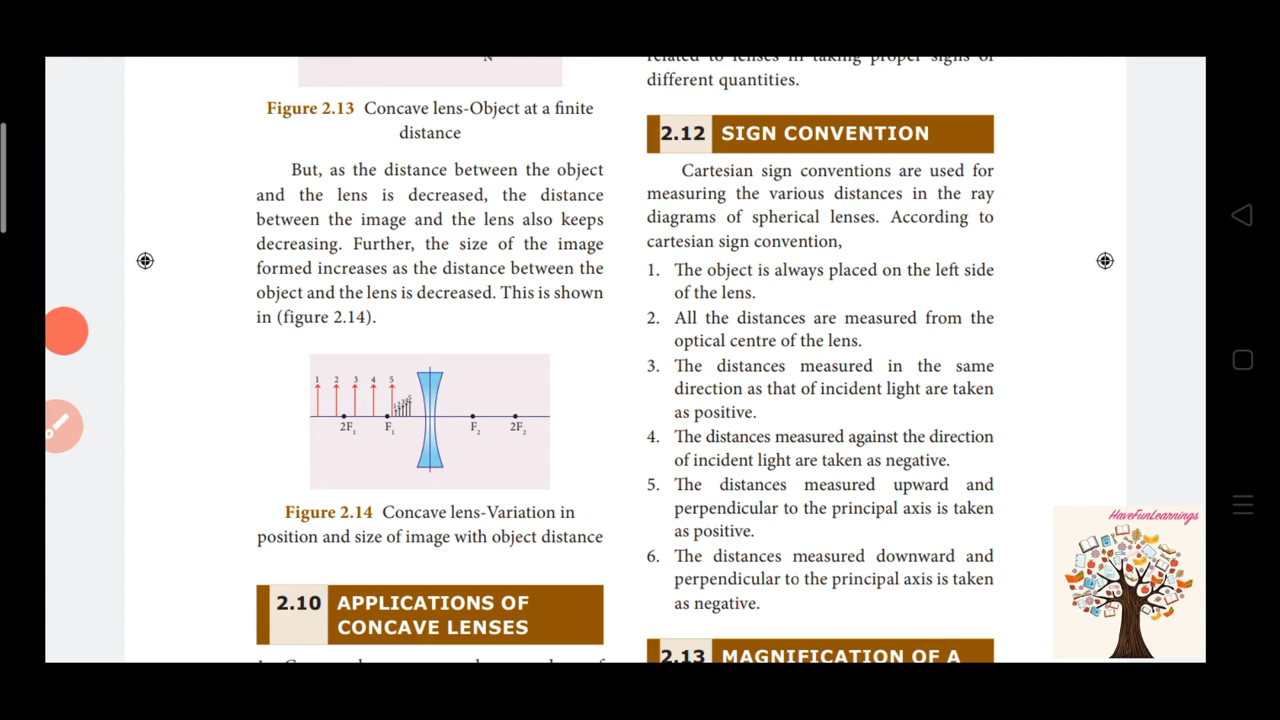 N
Figure 2.13 Concave lens-Object at a finite
distance
But, as the distance between the object
and the lens is decreased, the distance
between the image and the lens also keeps
decreasing. Further, the size of the image
formed increases as the distance between the
object and the lens is decreased. This is shown
in (figure 2.14).
1 2 3 4 5
2F₁ F₁ F₂ 2F₂
Figure 2.14 Concave lens-Variation in
position and size of image with object distance
2.10 APPLICATIONS OF
CONCAVE LENSES
related to lenses in taking proper signs of
different quantities.
2.12 SIGN CONVENTION
Cartesian sign conventions are used for
measuring the various distances in the ray
diagrams of spherical lenses. According to
cartesian sign convention,
1. The object is always placed on the left side
of the lens.
2. All the distances are measured from the
optical centre of the lens.
3. The distances measured in the same
direction as that of incident light are taken
as positive.
4. The distances measured against the direction
of incident light are taken as negative.
5. The distances measured upward and
perpendicular to the principal axis is taken
as positive.
6. The distances measured downward and
perpendicular to the principal axis is taken
as negative.
2.13 MAGNIFICATION OF A
HaveFunLearnings